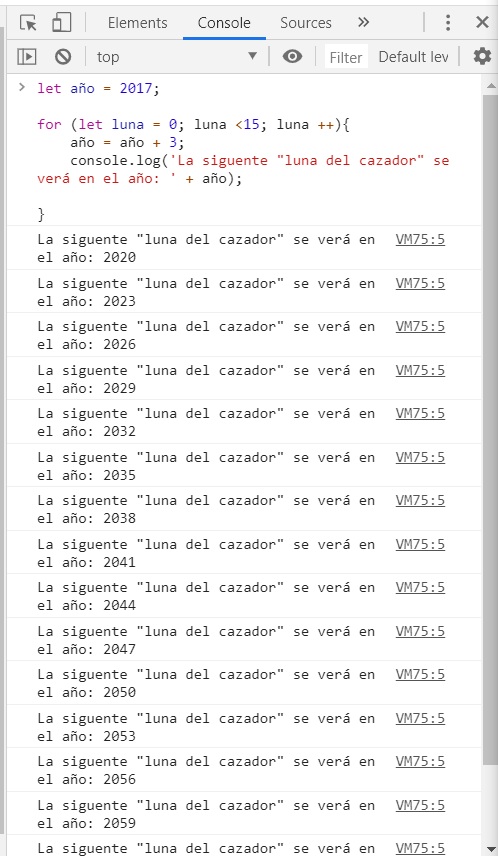 Elements Console Sources »
top Filter Default lev
let año = 2017;
for (let luna = 0; luna <15; luna ++){
año = año + 3;
console.log('La siguente "luna del cazador" se
verá en el año: ' + año);
}
La siguente "luna del cazador" se verá en VM75:5
el año: 2020
La siguente "luna del cazador" se verá en VM75:5
el año: 2023
La siguente "luna del cazador" se verá en VM75:5
el año: 2026
La siguente "luna del cazador" se verá en VM75:5
el año: 2029
La siguente "luna del cazador" se verá en VM75:5
el año: 2032
La siguente "luna del cazador" se verá en VM75:5
el año: 2035
La siguente "luna del cazador" se verá en VM75:5
el año: 2038
La siguente "luna del cazador" se verá en VM75:5
el año: 2041
La siguente "luna del cazador" se verá en VM75:5
el año: 2044
La siguente "luna del cazador" se verá en VM75:5
el año: 2047
La siguente "luna del cazador" se verá en VM75:5
el año: 2050
La siguente "luna del cazador" se verá en VM75:5
el año: 2053
La siguente "luna del cazador" se verá en VM75:5
el año: 2056
La siguente "luna del cazador" se verá en VM75:5
el año: 2059
La siguente "luna del cazador" se verá en VM75:5